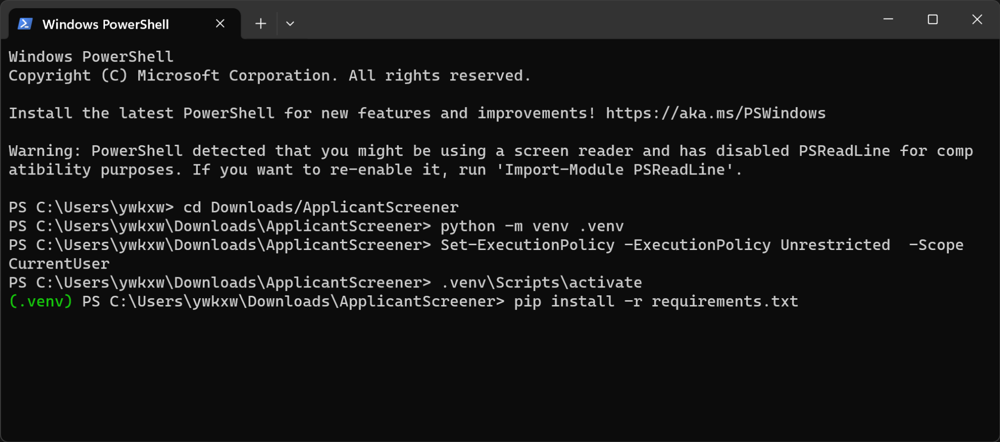 Windows PowerShell
Windows PowerShell
Copyright (C) Microsoft Corporation. All rights reserved.
Install the latest PowerShell for new features and improvements! https://aka.ms/PSWindows
Warning: PowerShell detected that you might be using a screen reader and has disabled PSReadLine for comp
atibility purposes. If you want to re-enable it, run 'Import-Module PSReadLine'.
PS C:\Users\ywkxw> cd Downloads/ApplicantScreener
PS C:\Users\ywkxw\Downloads\ApplicantScreener> python -m venv .venv
PS C:\Users\ywkxw\Downloads\ApplicantScreener> Set-ExecutionPolicy -ExecutionPolicy Unrestricted  -Scope
CurrentUser
PS C:\Users\ywkxw\Downloads\ApplicantScreener> .venv\Scripts\activate
(.venv) PS C:\Users\ywkxw\Downloads\ApplicantScreener> pip install -r requirements.txt